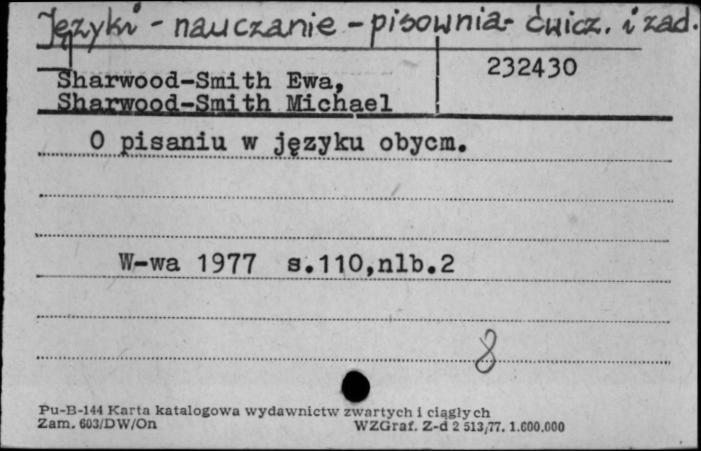 Języki - nauczanie - pisownia - ćwicz. i zad.
Sharwood-Smith Ewa, 232430
Sharwood-Smith Michael
O pisaniu w języku obycm.
W-wa 1977 s.110,nlb.2
8
Pu-B-144 Karta katalogowa wydawnictw zwartych i ciągłych
Zam. 603/DW/On WZGraf. Z-d 2 513/77. 1.600.000